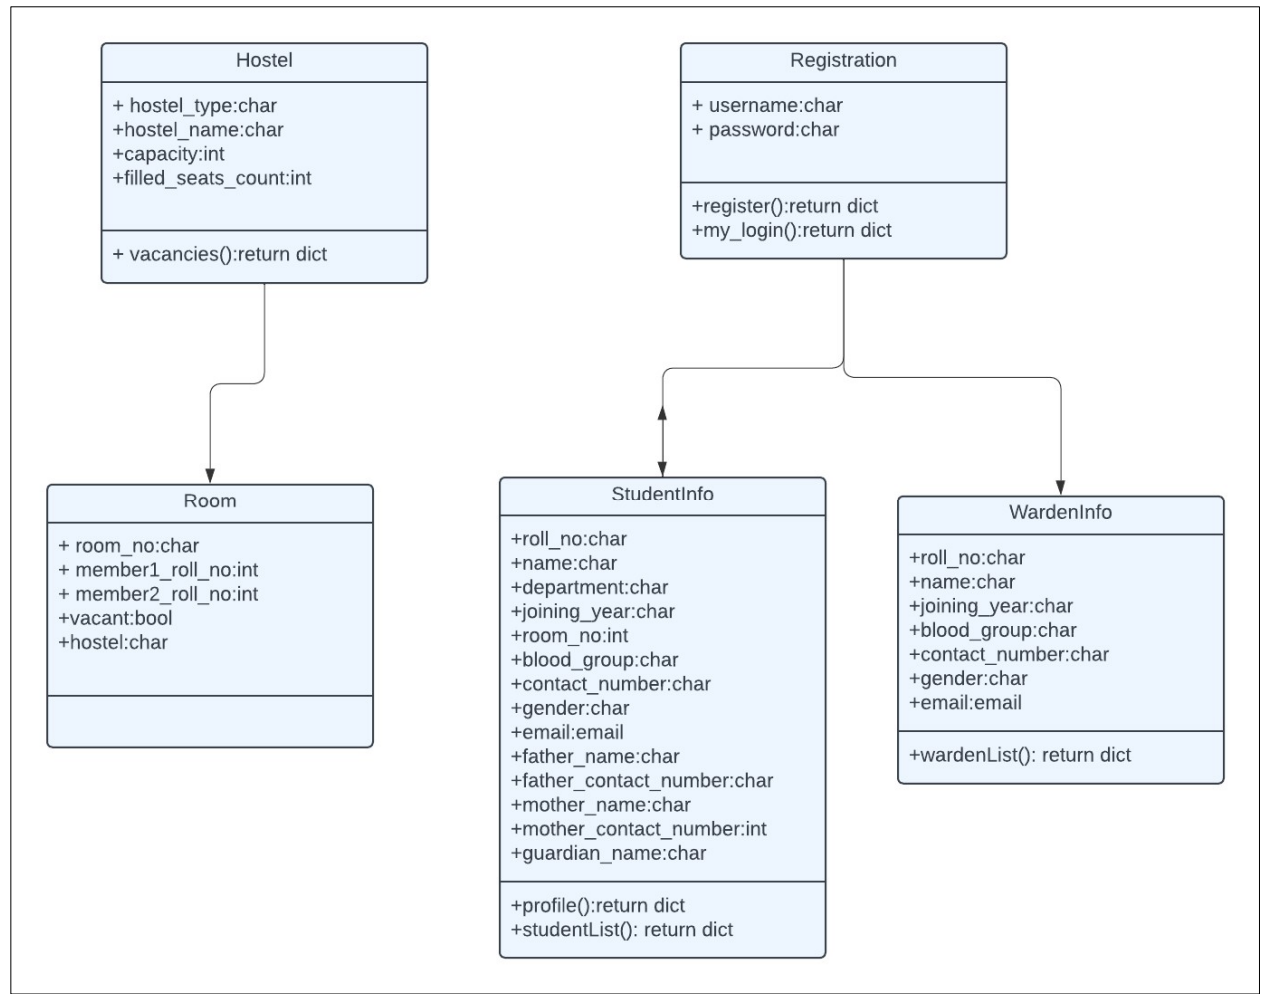 Hostel
+ hostel_type:char
+hostel_name:char
+capacity:int
+filled_seats_count:int
+ vacancies():return dict
Registration
+ username:char
+ password:char
+register():return dict
+my_login():return dict
Room
+ room_no:char
+ member1_roll_no:int
+ member2_roll_no:int
+vacant:bool
+hostel:char
StudentInfo
+roll_no:char
+name:char
+department:char
+joining_year:char
+room_no:int
+blood_group:char
+contact_number:char
+gender:char
+email:email
+father_name:char
+father_contact_number:char
+mother_name:char
+mother_contact_number:int
+guardian_name:char
+profile():return dict
+studentList(): return dict
WardenInfo
+roll_no:char
+name:char
+joining_year:char
+blood_group:char
+contact_number:char
+gender:char
+email:email
+wardenList(): return dict